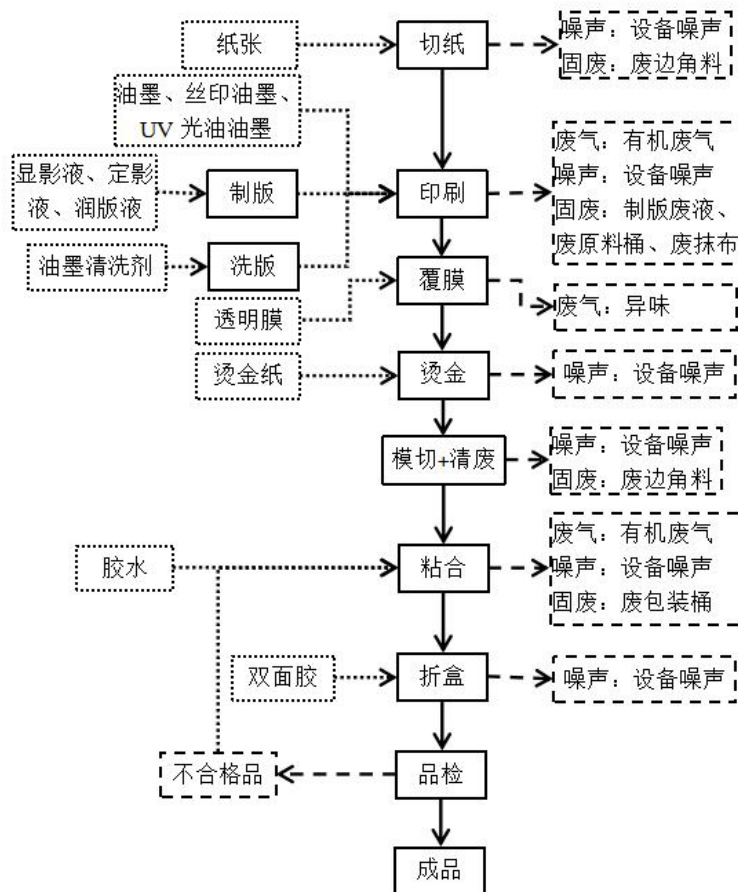 纸张
切纸
噪声：设备噪声
固废：废边角料
油墨、丝印油墨、
UV 光油油墨
显影液、定影
液、润版液
制版
印刷
废气：有机废气
噪声：设备噪声
固废：制版废液、
废原料桶、废抹布
油墨清洗剂
洗版
覆膜
透明膜
废气：异味
烫金纸
烫金
噪声：设备噪声
模切+清废
噪声：设备噪声
固废：废边角料
胶水
粘合
废气：有机废气
噪声：设备噪声
固废：废包装桶
双面胶
折盒
噪声：设备噪声
不合格品
品检
成品